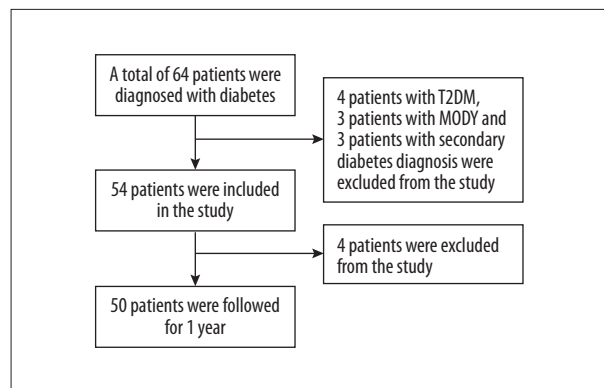 A total of 64 patients were
diagnosed with diabetes
4 patients with T2DM,
3 patients with MODY and
3 patients with secondary
diabetes diagnosis were
excluded from the study
54 patients were included
in the study
4 patients were excluded
from the study
50 patients were followed
for 1 year